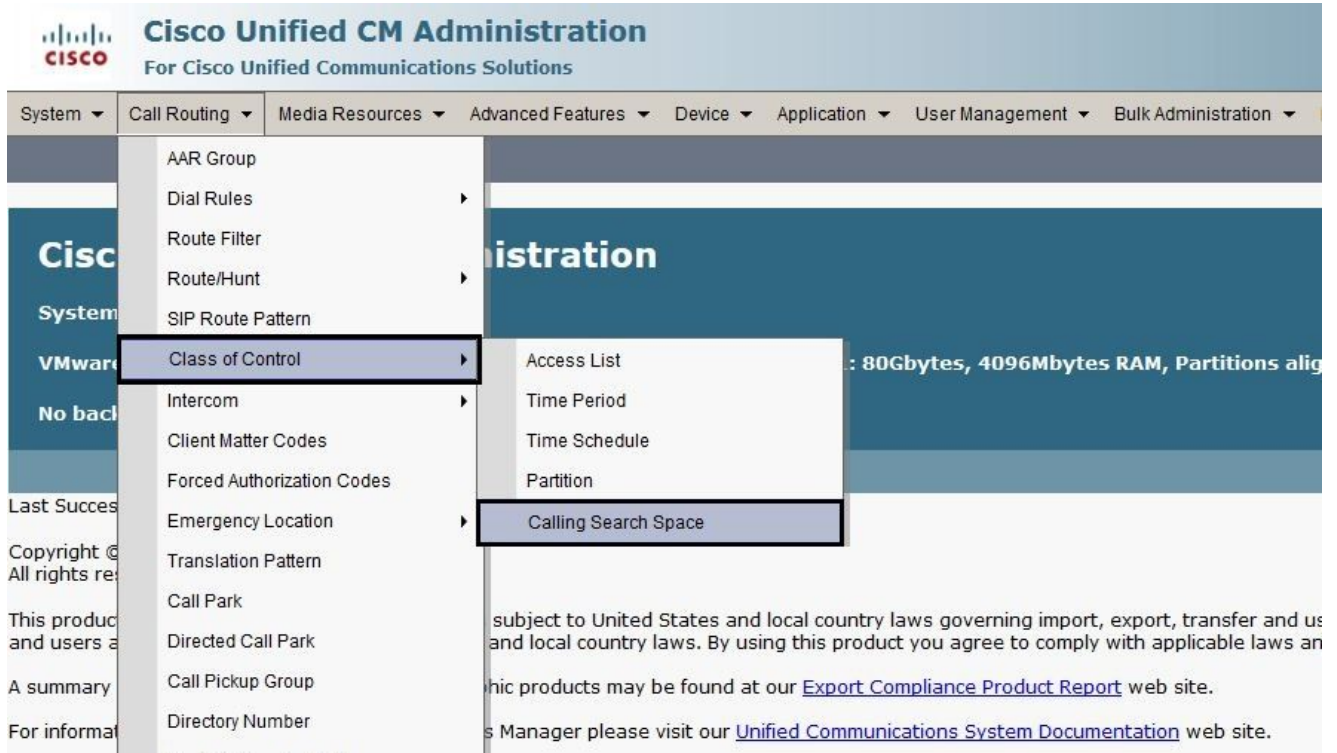 CISCO
Cisco Unified CM Administration
For Cisco Unified Communications Solutions
System Call Routing Media Resources Advanced Features Device Application User Management Bulk Administration
AAR Group
Dial Rules
Route Filter
Cisc istration
Route/Hunt
System
SIP Route Pattern
Class of Control
Access List
VMware : 80Gbytes, 4096Mbytes RAM, Partitions alig
Intercom
Time Period
No back
Client Matter Codes
Time Schedule
Forced Authorization Codes
Partition
Last Succes
Emergency Location
Calling Search Space
Copyright ©
Translation Pattern
All rights re
Call Park
This produc subject to United States and local country laws governing import, export, transfer and us
and users a and local country laws. By using this product you agree to comply with applicable laws an
Directed Call Park
A summary hic products may be found at our Export Compliance Product Report web site.
Call Pickup Group
Directory Number
For informat s Manager please visit our Unified Communications System Documentation web site.